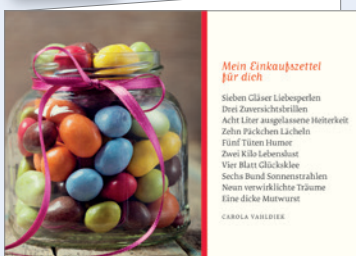 Mein Einkaufszettel
für dich
Sieben Gläser Liebesperlen
Drei Zuversichtsbrillen
Acht Liter ausgelassene Heiterkeit
Zehn Päckchen Lächeln
Fünf Tüten Humor
Zwei Kilo Lebenslust
Vier Blatt Glücksklee
Sechs Bund Sonnenstrahlen
Neun verwirklichte Träume
Eine dicke Mutwurst
CAROLA VAHLDIEK